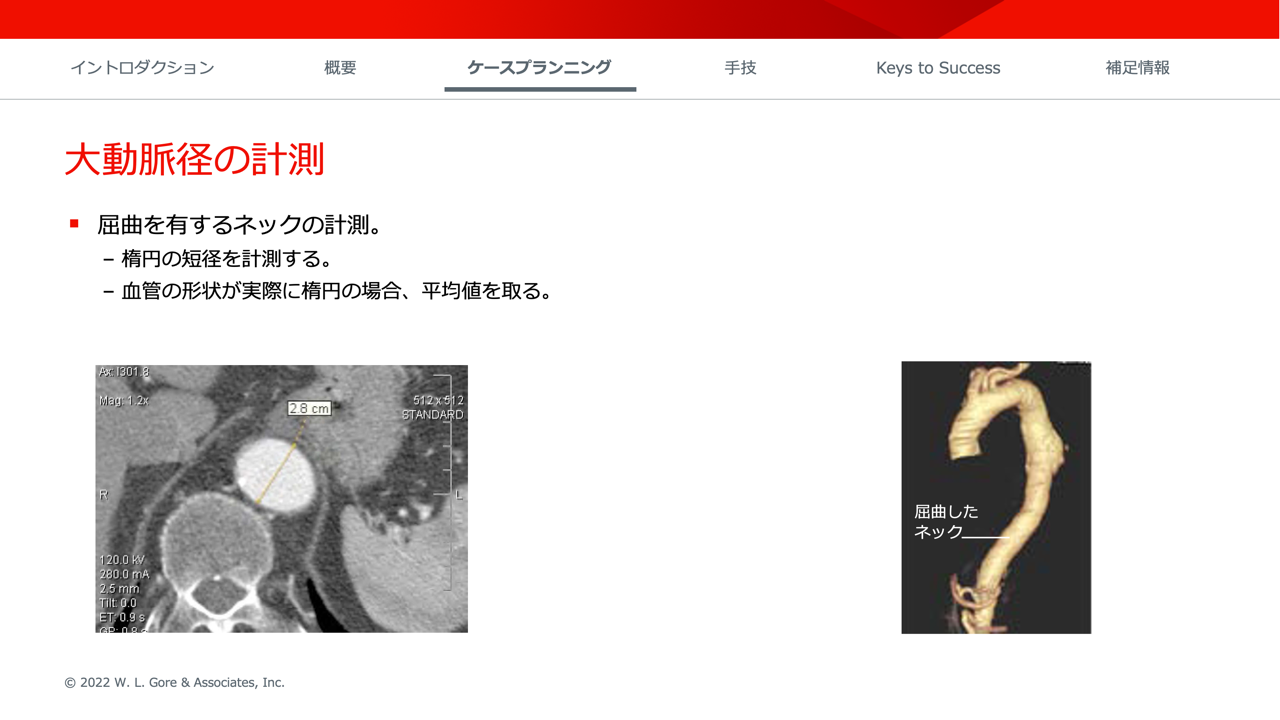 イントロダクション
概要
ケースプランニング
手技
Keys to Success
補足情報
大動脈径の計測
屈曲を有するネックの計測。
– 楕円の短径を計測する。
– 血管の形状が実際に楕円の場合、平均値を取る。
Ax: I301.8
Mag: 1.2x
2.8 cm
512 x 512
STANDARD
R
L
120.0 kV
280.0 mA
2.5 mm
Tilt: 0.0
ET: 0.9 s
GP: 0.8 s
屈曲した
ネック
© 2022 W. L. Gore & Associates, Inc.